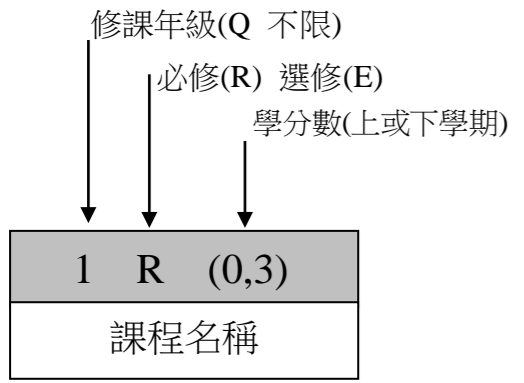 修課年級(Q 不限)
必修(R) 選修(E)
學分數(上或下學期)
1 R (0,3)
課程名稱